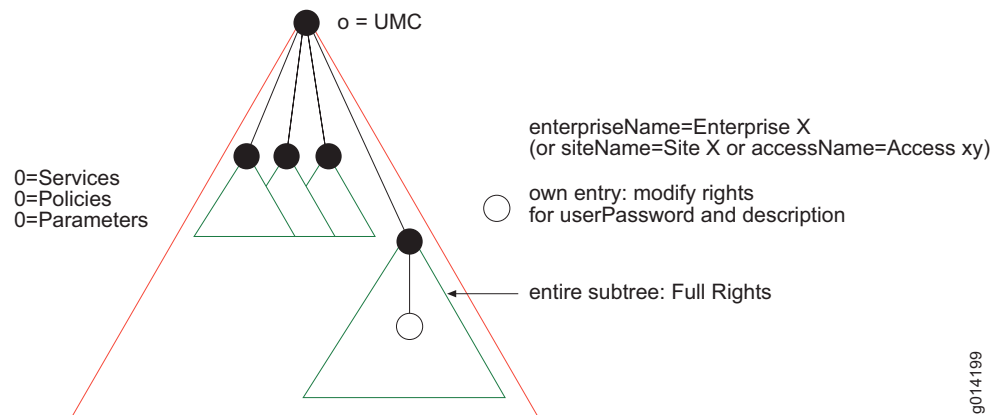 o = UMC
enterpriseName=Enterprise X
(or siteName=Site X or accessName=Access xy)
0=Services
0=Policies
0=Parameters
own entry: modify rights
for userPassword and description
entire subtree: Full Rights
g014199